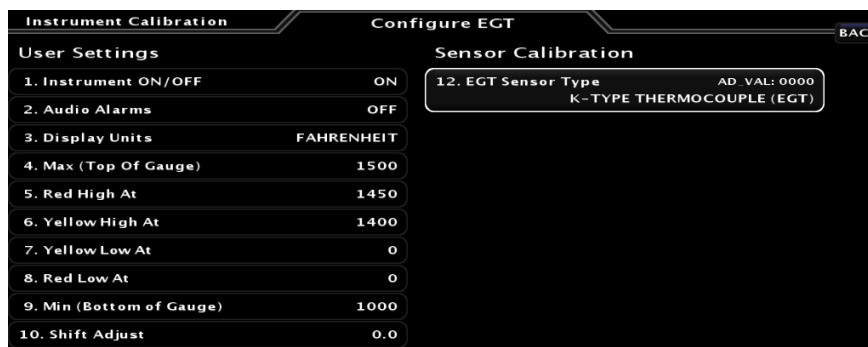 Instrument Calibration
Configure EGT
BAC
User Settings
1. Instrument ON/OFF ON
2. Audio Alarms OFF
3. Display Units FAHRENHEIT
4. Max (Top Of Gauge) 1500
5. Red High At 1450
6. Yellow High At 1400
7. Yellow Low At 0
8. Red Low At 0
9. Min (Bottom of Gauge) 1000
10. Shift Adjust 0.0
Sensor Calibration
12. EGT Sensor Type AD_VAL: 0000
K-TYPE THERMOCOUPLE (EGT)